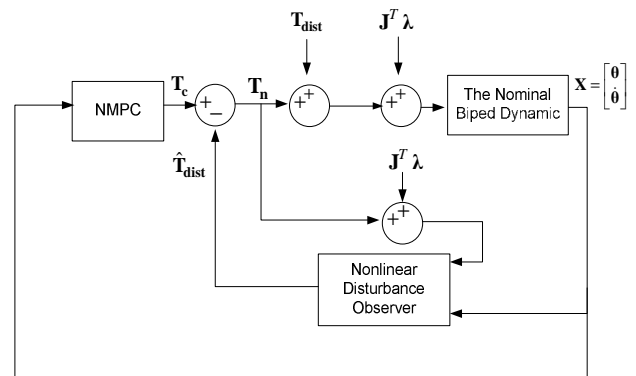 T_dist
J^T λ
NMPC
T_c
+
−
T_n
+
+
+
+
The Nominal
Biped Dynamic
X = [θ
θ̇]
T̂_dist
J^T λ
+
+
Nonlinear
Disturbance
Observer